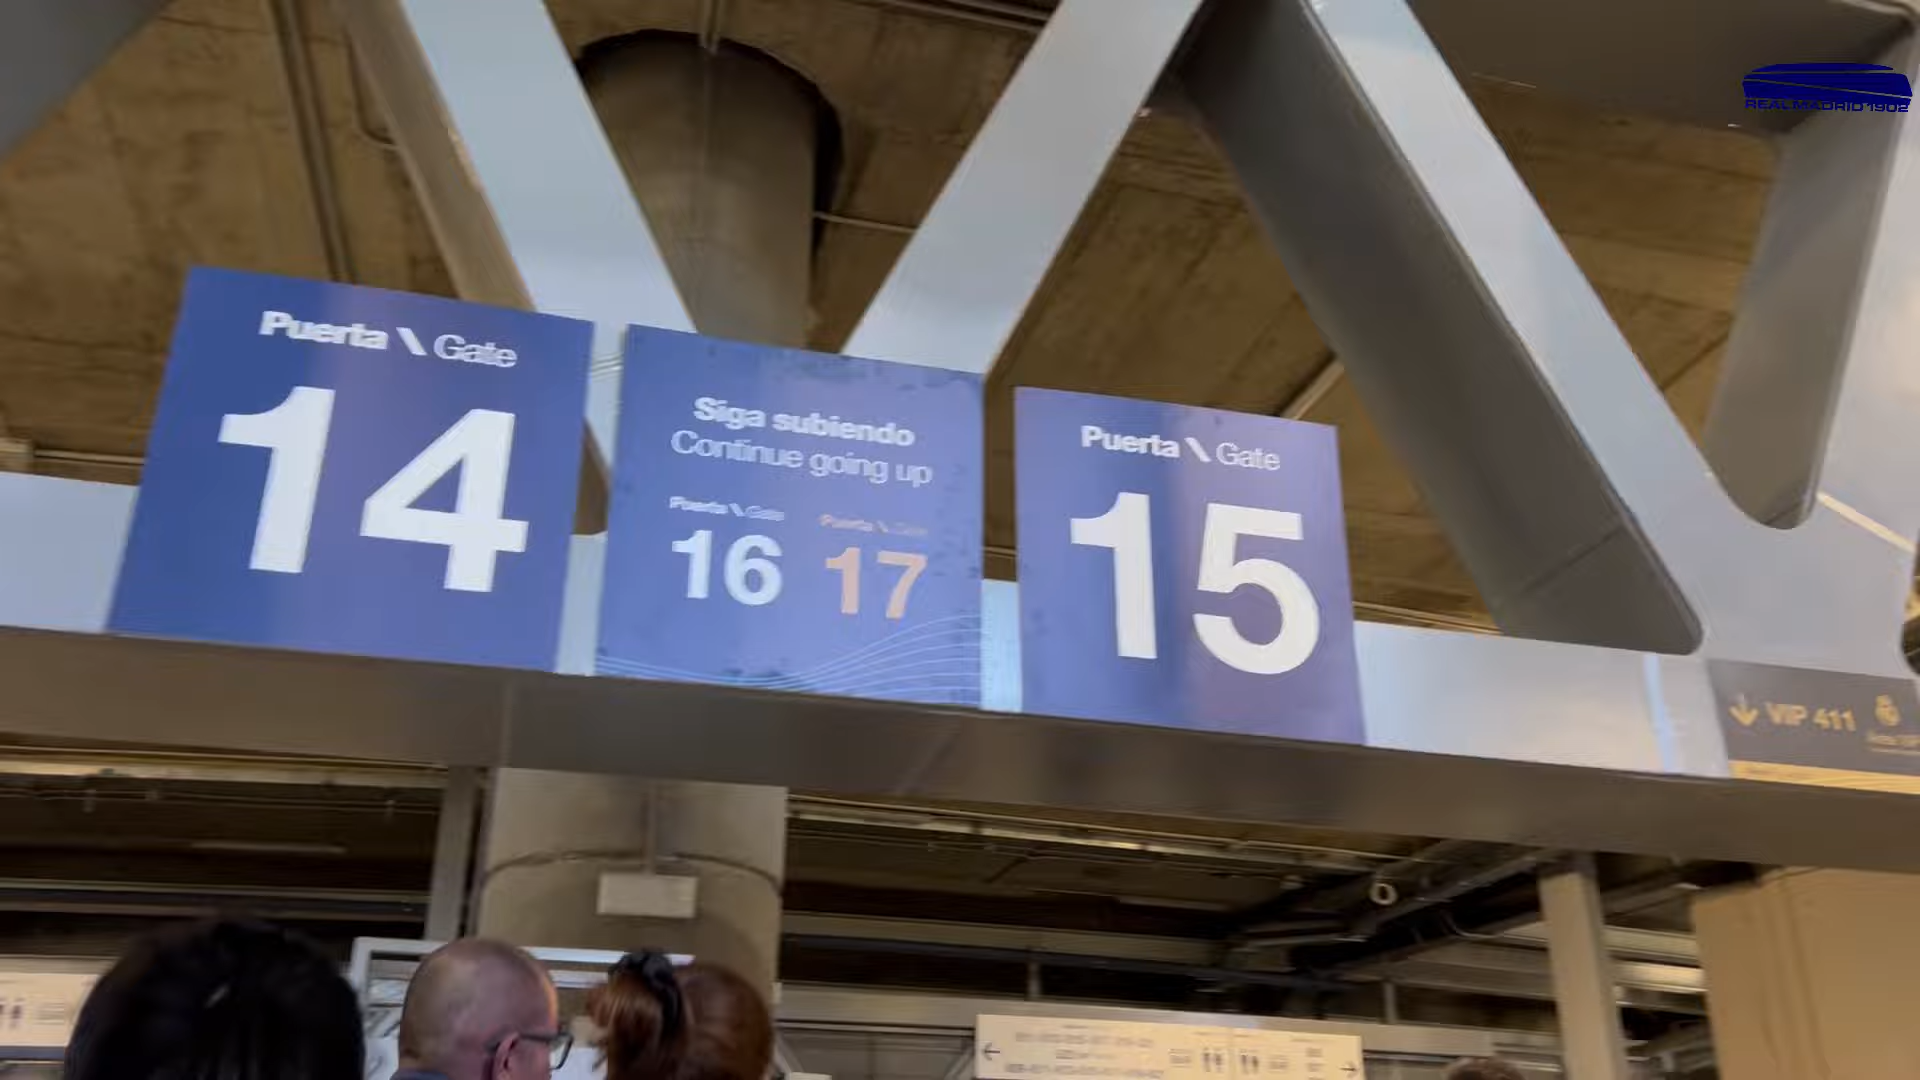 REAL MADRID 1902
Puerta \ Gate
14
Siga subiendo
Continue going up
Puerta \ Gate
16
Puerta \ Gate
17
Puerta \ Gate
15
↓ VIP 411